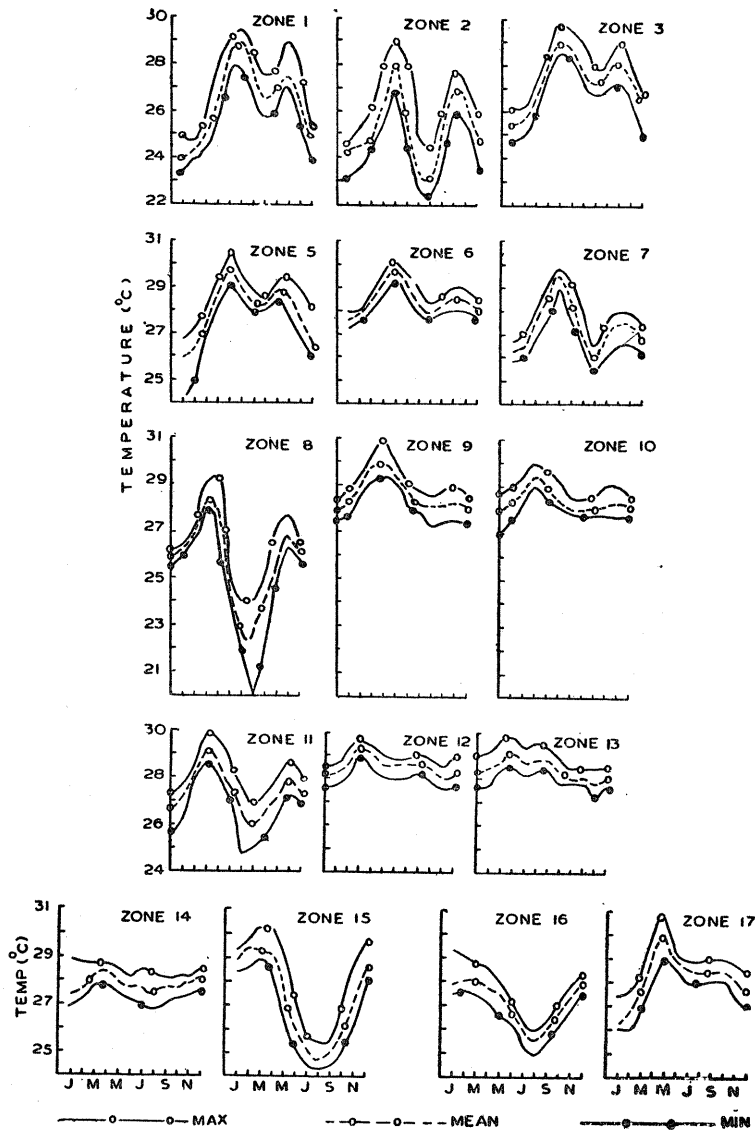 ZONE 1
ZONE 2
ZONE 3
30
28
26
24
22
ZONE 5
ZONE 6
ZONE 7
31
29
27
25
TEMPERATURE (°C)
ZONE 8
ZONE 9
ZONE 10
31
29
27
25
23
21
ZONE 11
ZONE 12
ZONE 13
30
28
26
24
ZONE 14
ZONE 15
ZONE 16
ZONE 17
31
29
27
25
TEMP (°C)
J M M J S N
J M M J S N
J M M J S N
J M M J S N
MAX
MEAN
MIN